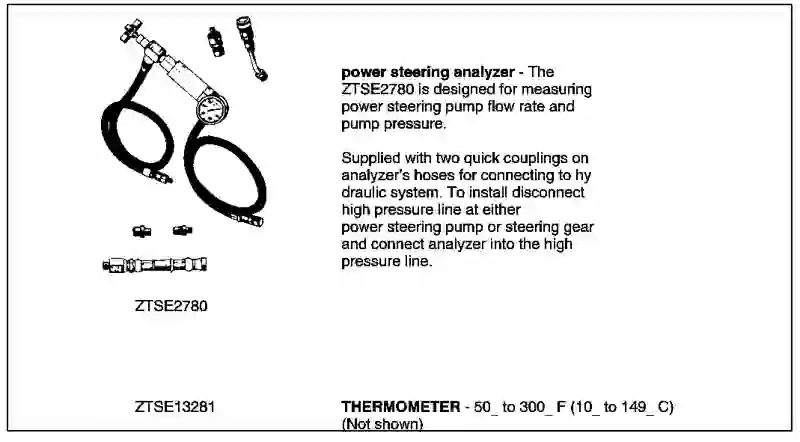 power steering analyzer - The
ZTSE2780 is designed for measuring
power steering pump flow rate and
pump pressure.
Supplied with two quick couplings on
analyzer's hoses for connecting to hy
draulic system. To install disconnect
high pressure line at either
power steering pump or steering gear
and connect analyzer into the high
pressure line.
ZTSE2780
ZTSE13281
THERMOMETER - 50_ to 300_ F (10_ to 149_ C)
(Not shown)